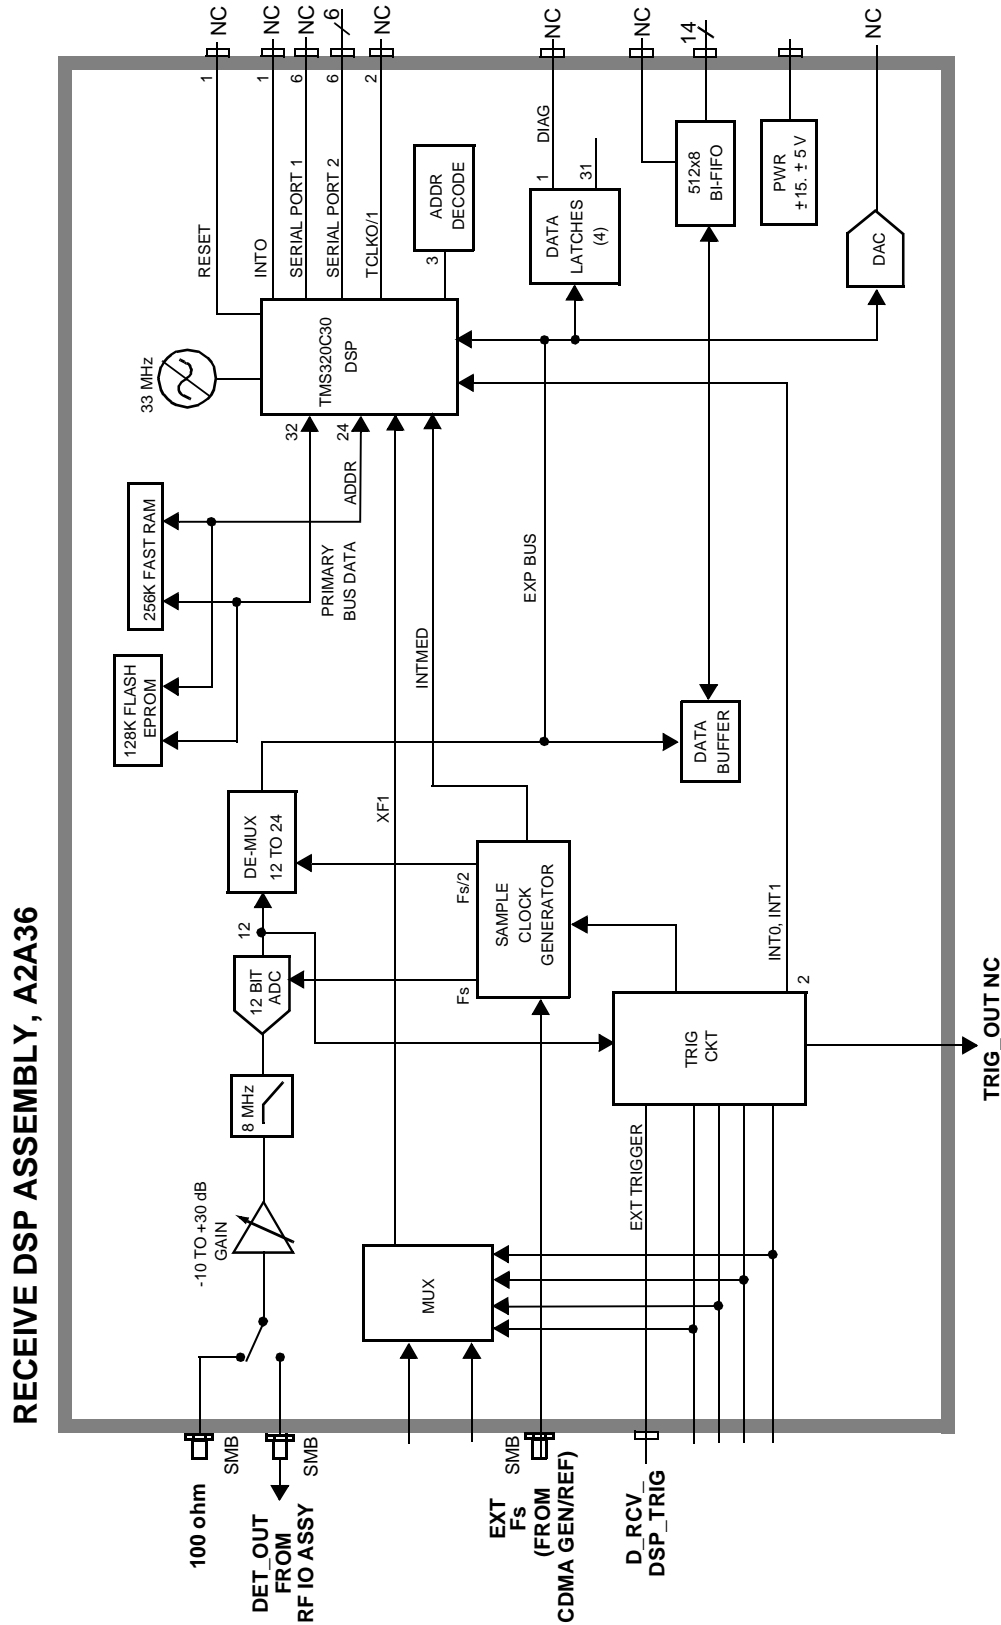 RECEIVE DSP ASSEMBLY, A2A36
100 ohm
SMB
DET_OUT
FROM
RF IO ASSY
SMB
-10 TO +30 dB
GAIN
8 MHz
12 BIT
ADC
12
DE-MUX
12 TO 24
128K FLASH
EPROM
256K FAST RAM
33 MHz
RESET
1
NC
INTO
1
NC
SERIAL PORT 1
6
NC
SERIAL PORT 2
6
6
TCLKO/1
2
NC
TMS320C30
DSP
32
24
ADDR
PRIMARY
BUS DATA
3
ADDR
DECODE
MUX
XF1
INTMED
Fs
Fs/2
SAMPLE
CLOCK
GENERATOR
EXP BUS
DATA
LATCHES
(4)
1
DIAG
NC
31
EXT
Fs
(FROM
CDMA GEN/REF)
SMB
D_RCV_
DSP_TRIG
EXT TRIGGER
TRIG
CKT
2
INT0, INT1
DATA
BUFFER
512x8
BI-FIFO
NC
14
PWR
±15. ± 5 V
DAC
NC
TRIG_OUT NC